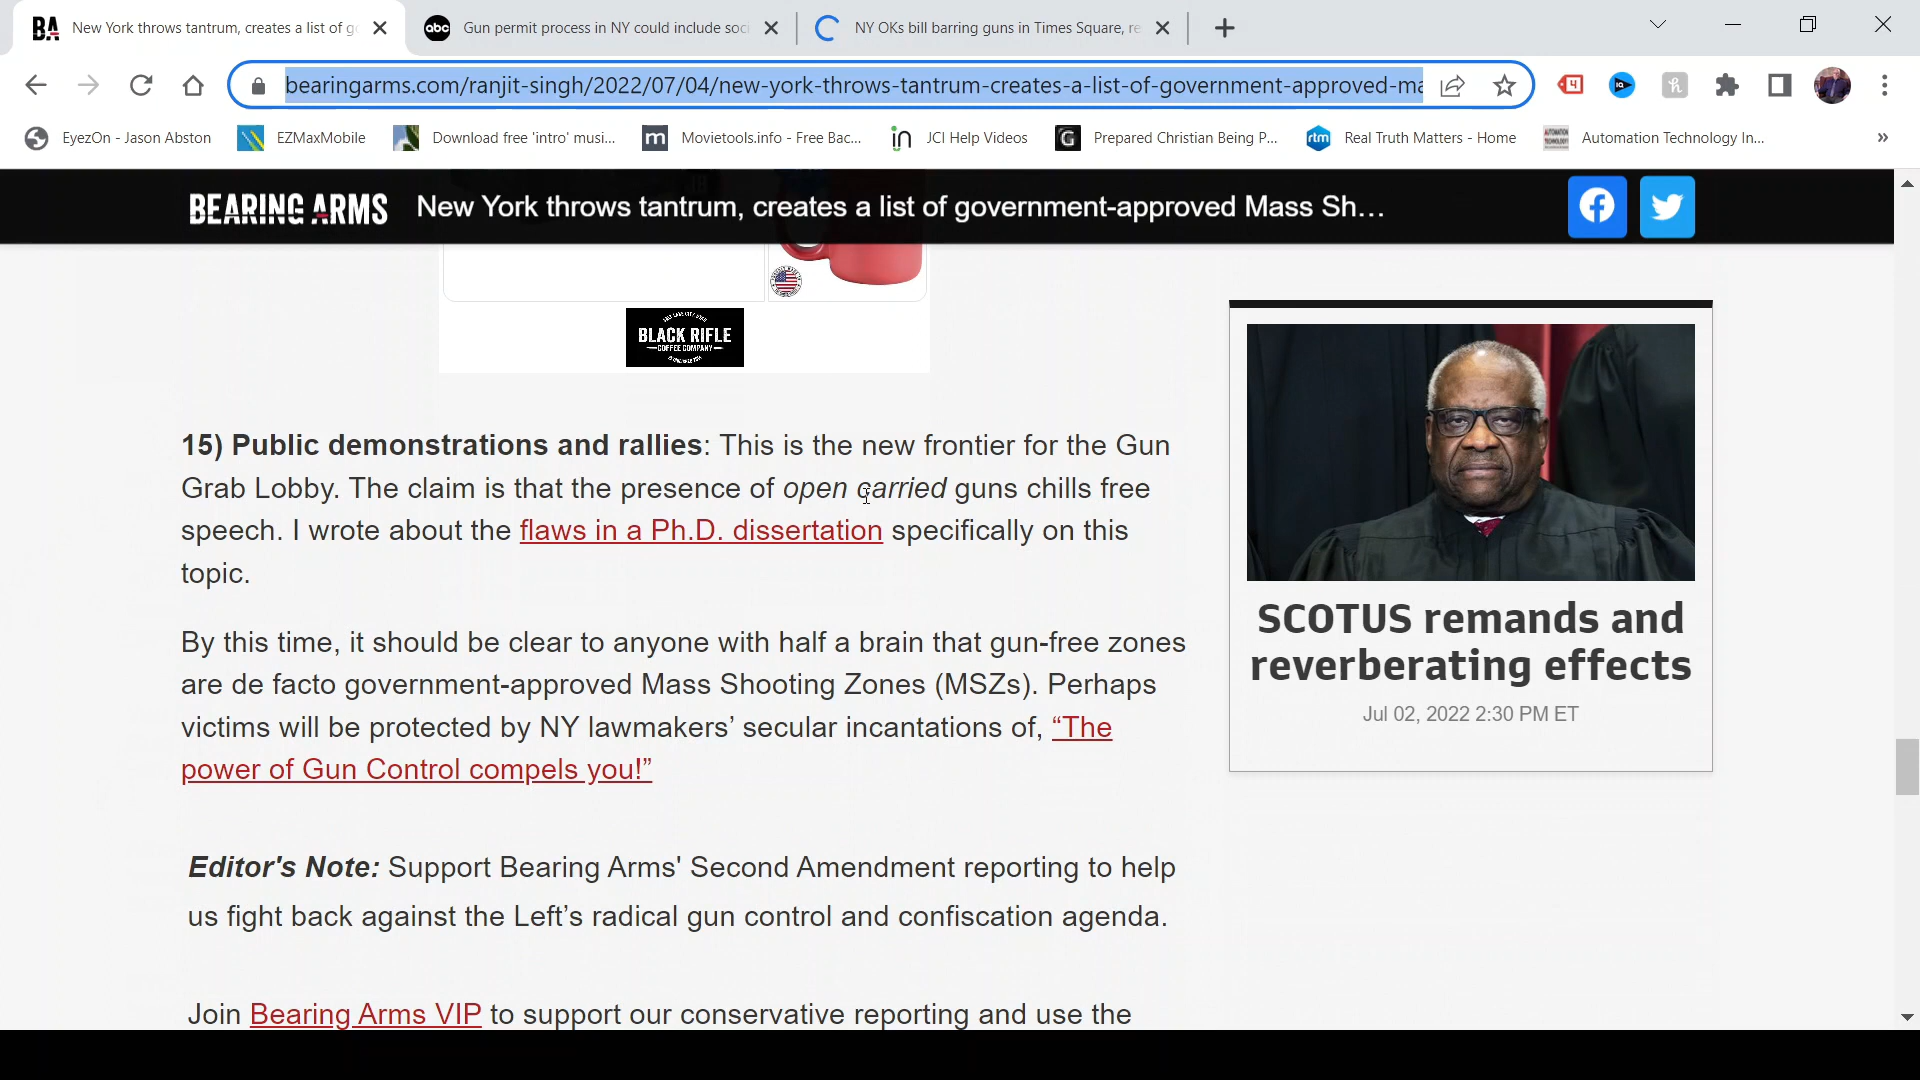 BA New York throws tantrum, creates a list of g
abc Gun permit process in NY could include soc
NY OKs bill barring guns in Times Square, re
bearingarms.com/ranjit-singh/2022/07/04/new-york-throws-tantrum-creates-a-list-of-government-approved-ma
4
EyezOn - Jason Abston
EZMaxMobile
Download free 'intro' musi...
m Movietools.info - Free Bac...
in JCI Help Videos
G Prepared Christian Being P...
rtm Real Truth Matters - Home
Automation Technology In...
BEARING ARMS New York throws tantrum, creates a list of government-approved Mass Sh...
BLACK RIFLE
COFFEE COMPANY
15) Public demonstrations and rallies: This is the new frontier for the Gun
Grab Lobby. The claim is that the presence of open carried guns chills free
speech. I wrote about the flaws in a Ph.D. dissertation specifically on this
topic.
By this time, it should be clear to anyone with half a brain that gun-free zones
are de facto government-approved Mass Shooting Zones (MSZs). Perhaps
victims will be protected by NY lawmakers’ secular incantations of, “The
power of Gun Control compels you!”
Editor's Note: Support Bearing Arms' Second Amendment reporting to help
us fight back against the Left’s radical gun control and confiscation agenda.
Join Bearing Arms VIP to support our conservative reporting and use the
SCOTUS remands and
reverberating effects
Jul 02, 2022 2:30 PM ET